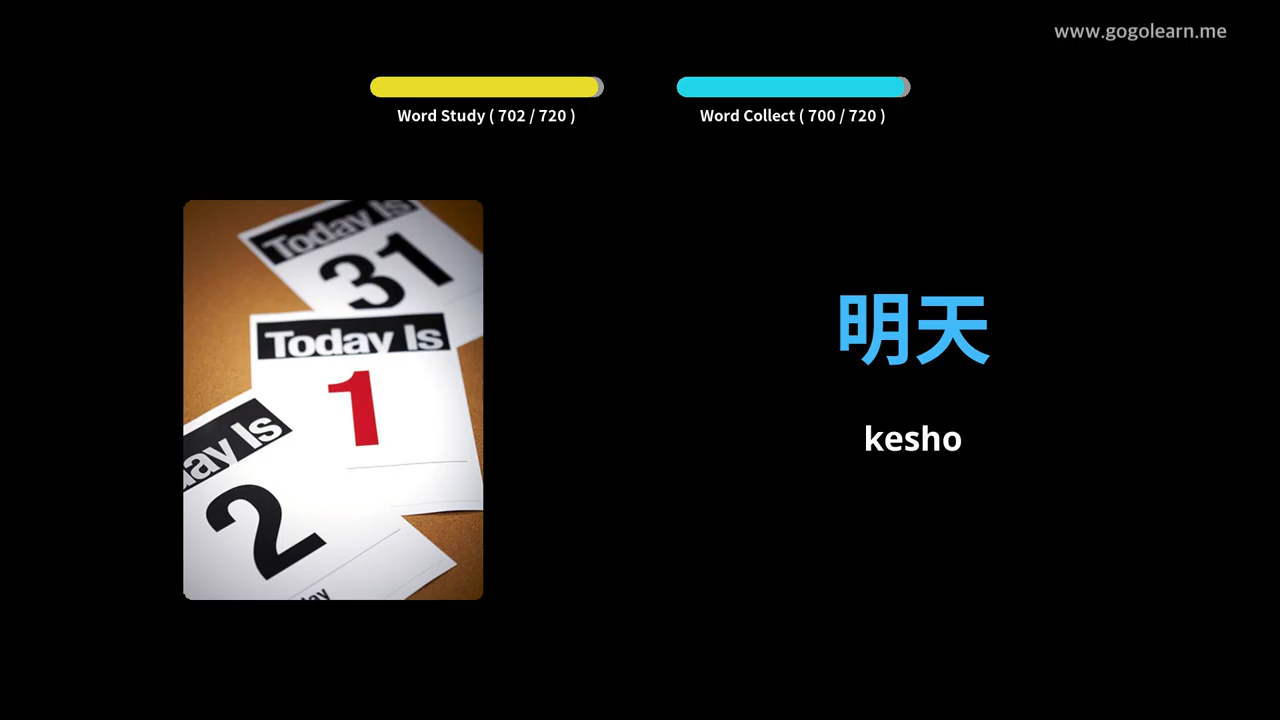 www.gogolearn.me
Word Study ( 702 / 720 )
Word Collect ( 700 / 720 )
Today Is
31
Today Is
1
day Is
2
明天
kesho